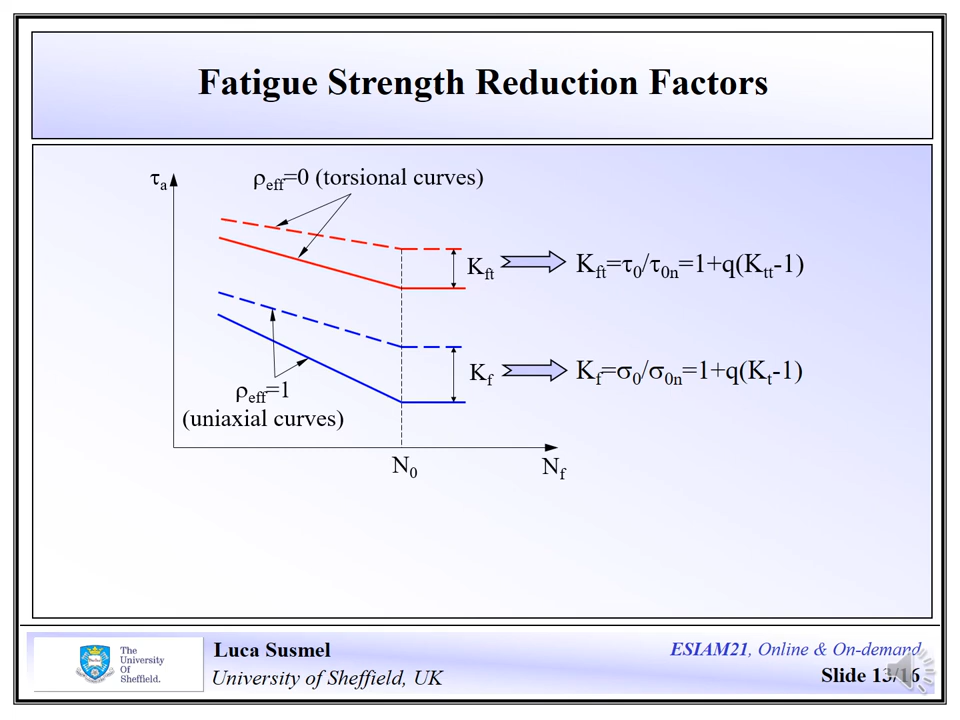 Fatigue Strength Reduction Factors
τa
ρeff=0 (torsional curves)
Kft
Kft=τ0/τ0n=1+q(Ktt-1)
Kf
Kf=σ0/σ0n=1+q(Kt-1)
ρeff=1
(uniaxial curves)
N0
Nf
The
University
Of
Sheffield.
Luca Susmel
University of Sheffield, UK
ESIAM21, Online & On-demand
Slide 13/16